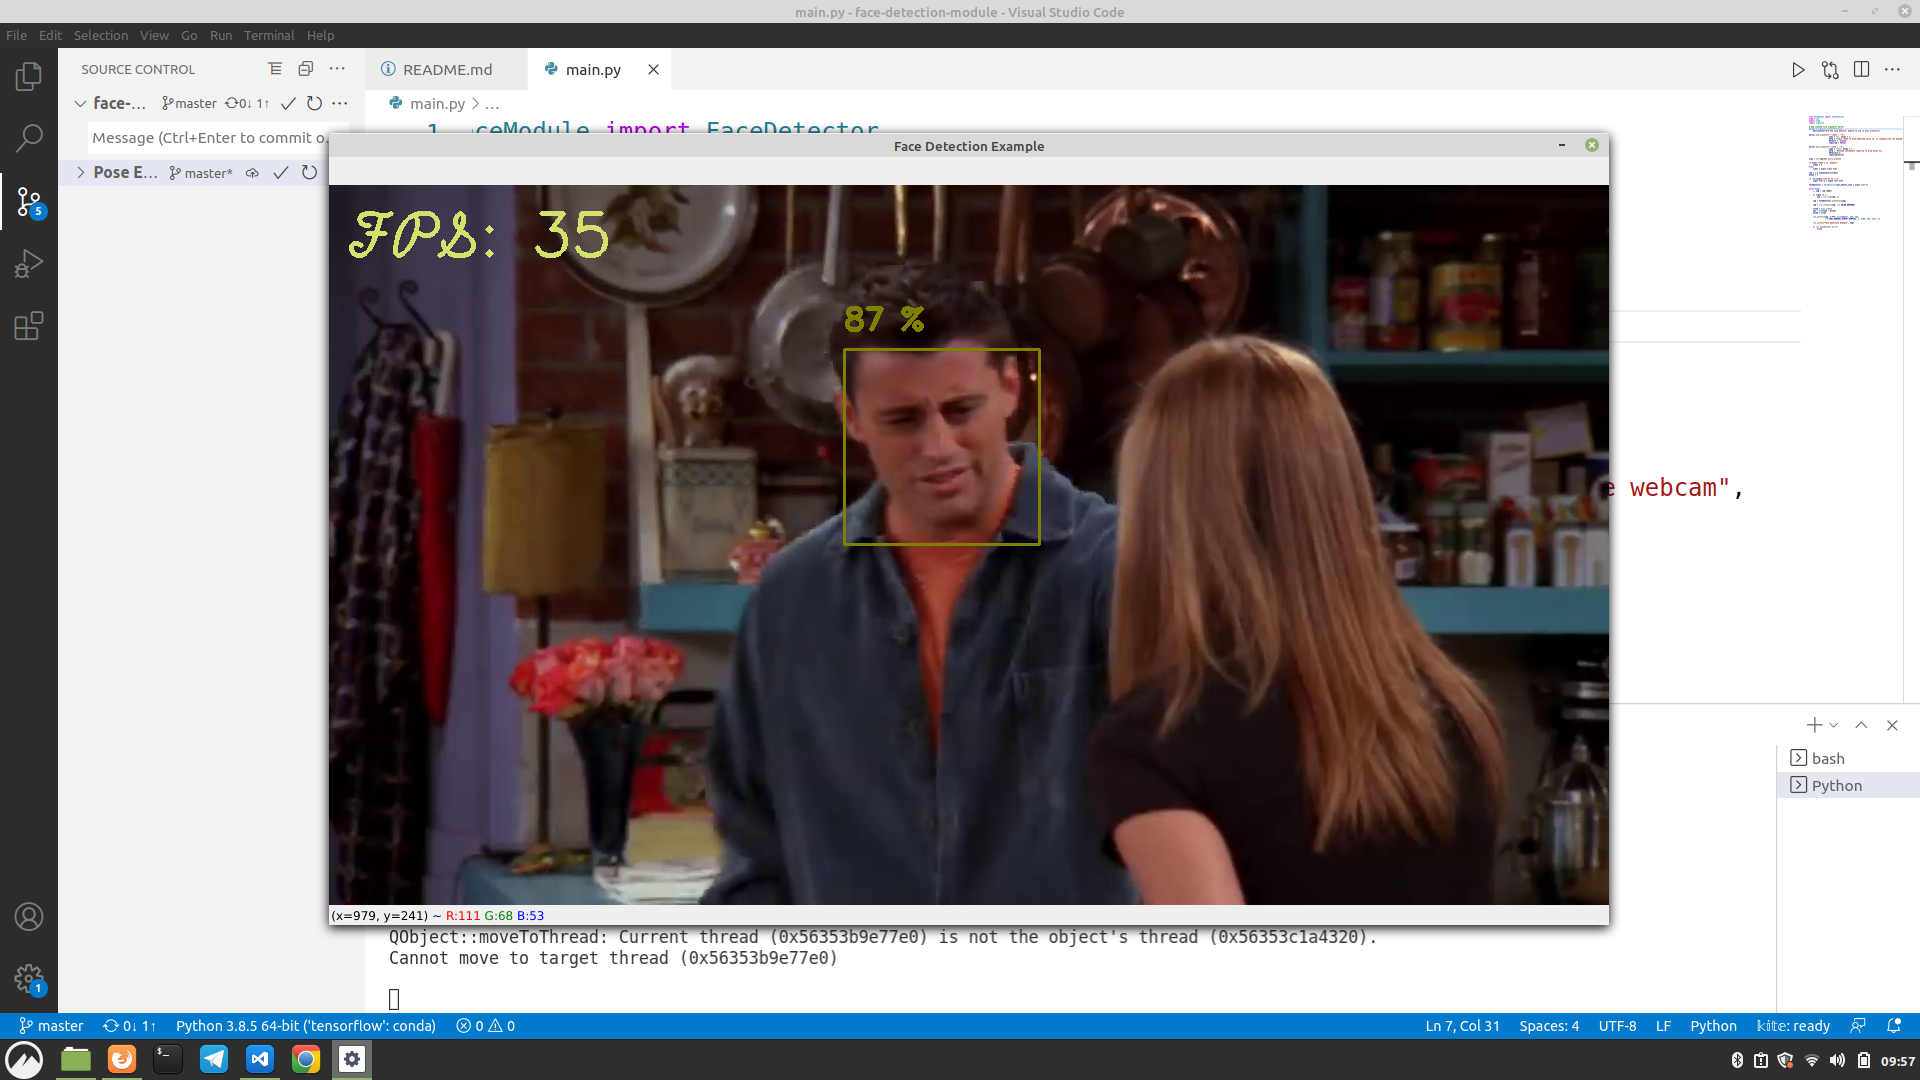 main.py - face-detection-module - Visual Studio Code
File Edit Selection View Go Run Terminal Help
SOURCE CONTROL
README.md
main.py
face-... master 0↓ 1↑
main.py > ...
Message (Ctrl+Enter to commit o...
1 ceModule import FaceDetector
Face Detection Example
Pose E... master*
5
FPS: 35
87 %
webcam",
bash
Python
(x=979, y=241) ~ R:111 G:68 B:53
QObject::moveToThread: Current thread (0x56353b9e77e0) is not the object's thread (0x56353c1a4320).
Cannot move to target thread (0x56353b9e77e0)
1
master 0↓ 1↑ Python 3.8.5 64-bit ('tensorflow': conda) 0 0
Ln 7, Col 31 Spaces: 4 UTF-8 LF Python kite: ready
09:57